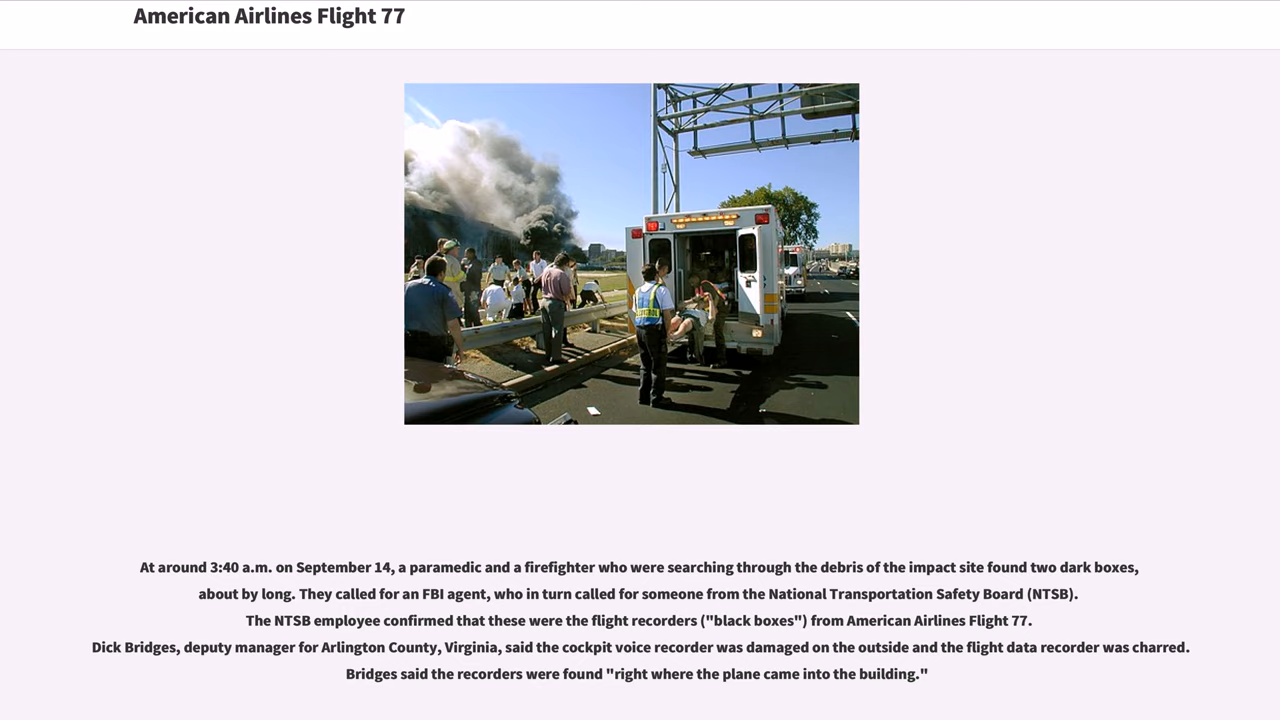 American Airlines Flight 77
At around 3:40 a.m. on September 14, a paramedic and a firefighter who were searching through the debris of the impact site found two dark boxes,
about by long. They called for an FBI agent, who in turn called for someone from the National Transportation Safety Board (NTSB).
The NTSB employee confirmed that these were the flight recorders ("black boxes") from American Airlines Flight 77.
Dick Bridges, deputy manager for Arlington County, Virginia, said the cockpit voice recorder was damaged on the outside and the flight data recorder was charred.
Bridges said the recorders were found "right where the plane came into the building."